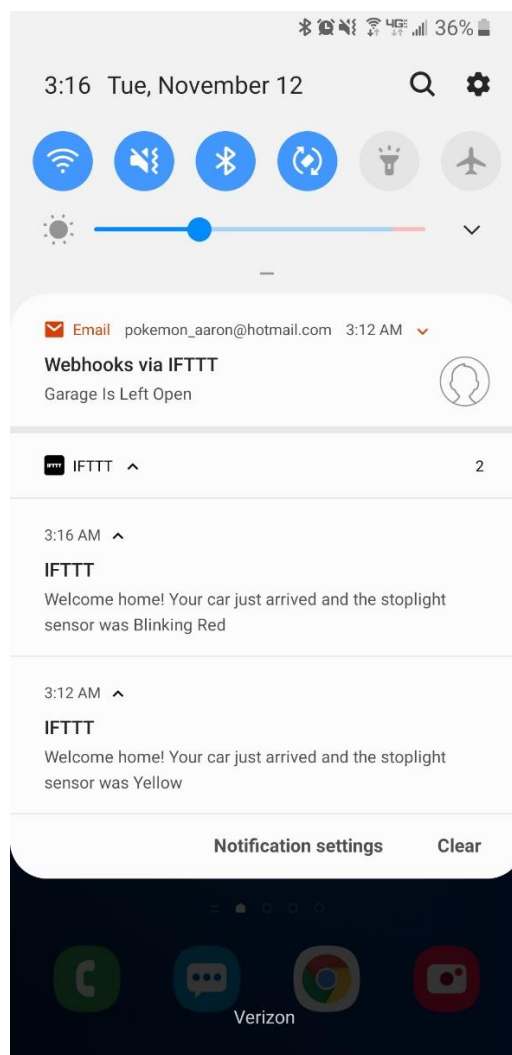 4GE 36%
3:16 Tue, November 12
Email pokemon_aaron@hotmail.com 3:12 AM
Webhooks via IFTTT
Garage Is Left Open
IFTTT IFTTT 2
3:16 AM
IFTTT
Welcome home! Your car just arrived and the stoplight
sensor was Blinking Red
3:12 AM
IFTTT
Welcome home! Your car just arrived and the stoplight
sensor was Yellow
Notification settings Clear
Verizon